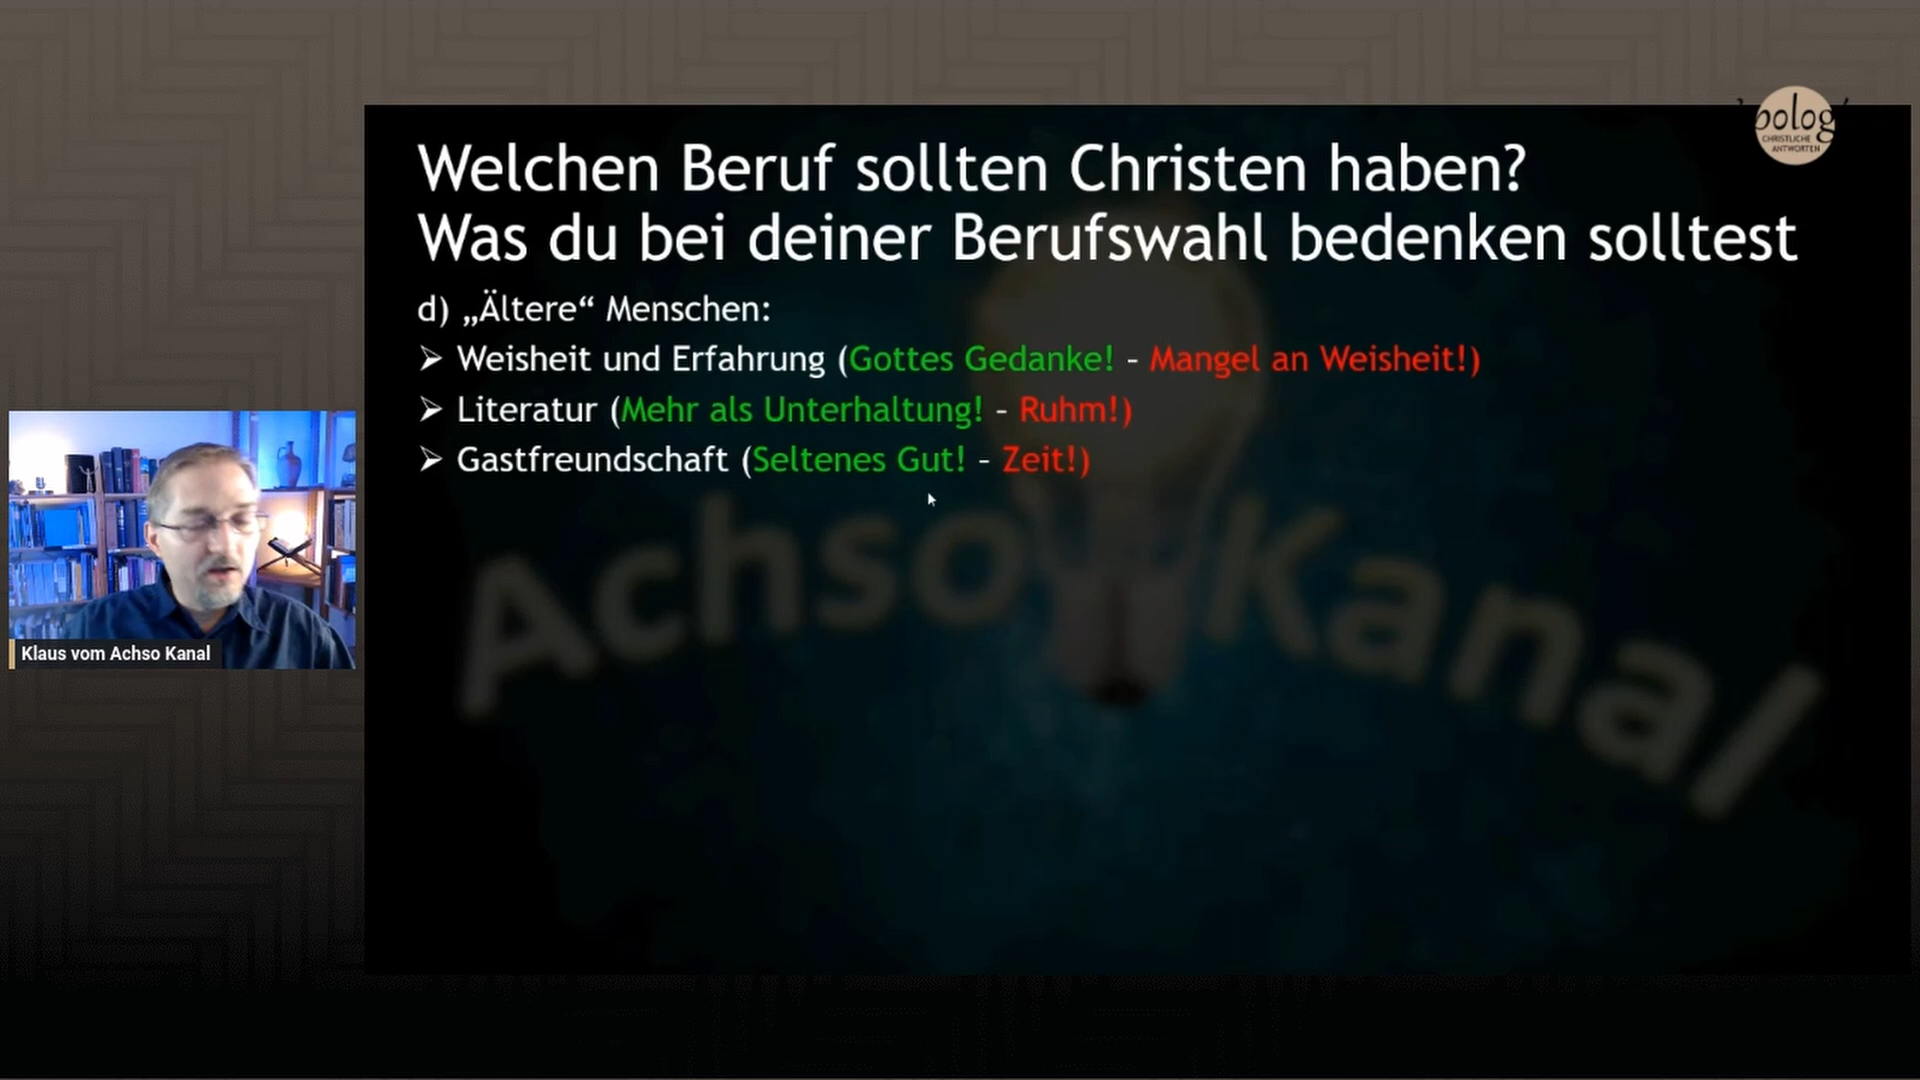 polog
CHRISTLICHE
ANTWORTEN
Welchen Beruf sollten Christen haben?
Was du bei deiner Berufswahl bedenken solltest
d) „Ältere“ Menschen:
➢ Weisheit und Erfahrung (Gottes Gedanke! – Mangel an Weisheit!)
➢ Literatur (Mehr als Unterhaltung! – Ruhm!)
➢ Gastfreundschaft (Seltenes Gut! – Zeit!)
Achso Kanal
Klaus vom Achso Kanal